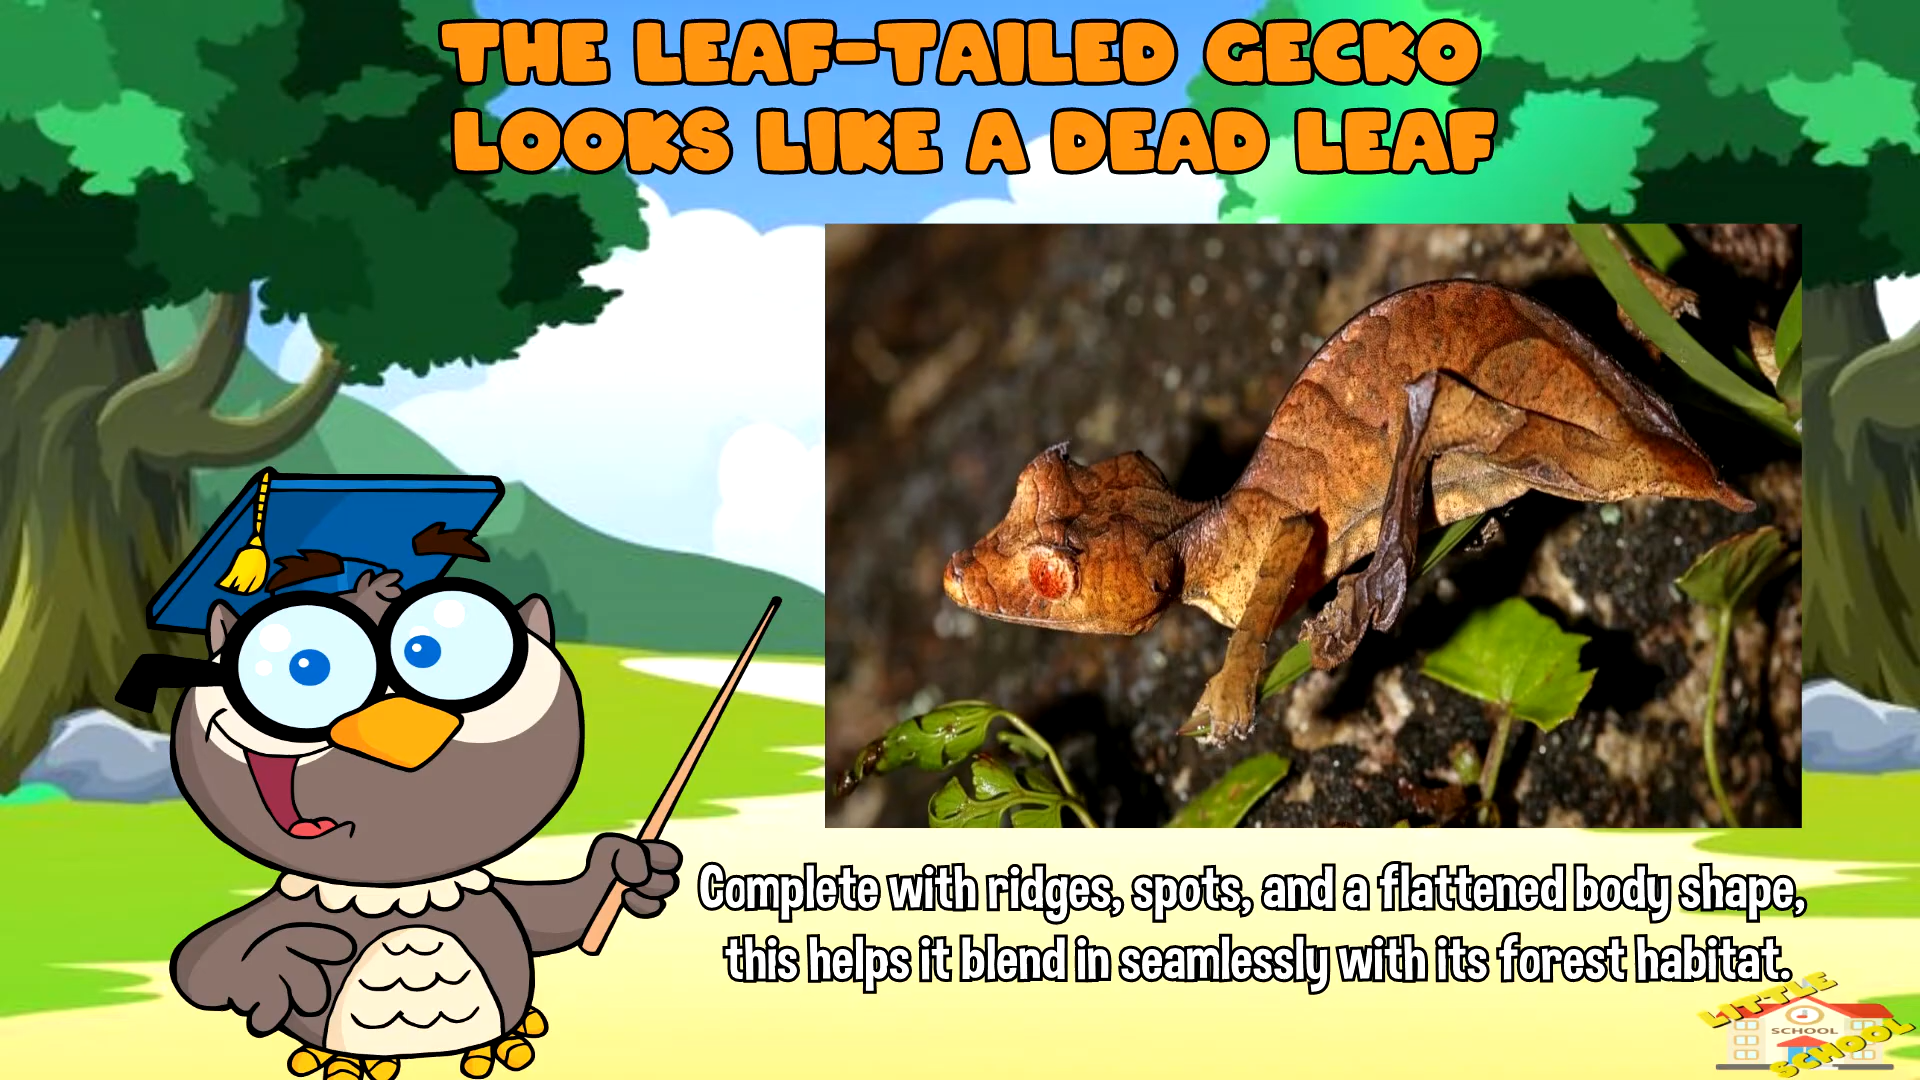 THE LEAF-TAILED GECKO
LOOKS LIKE A DEAD LEAF
Complete with ridges, spots, and a flattened body shape,
this helps it blend in seamlessly with its forest habitat.
LITTLE
SCHOOL
SCHOOL